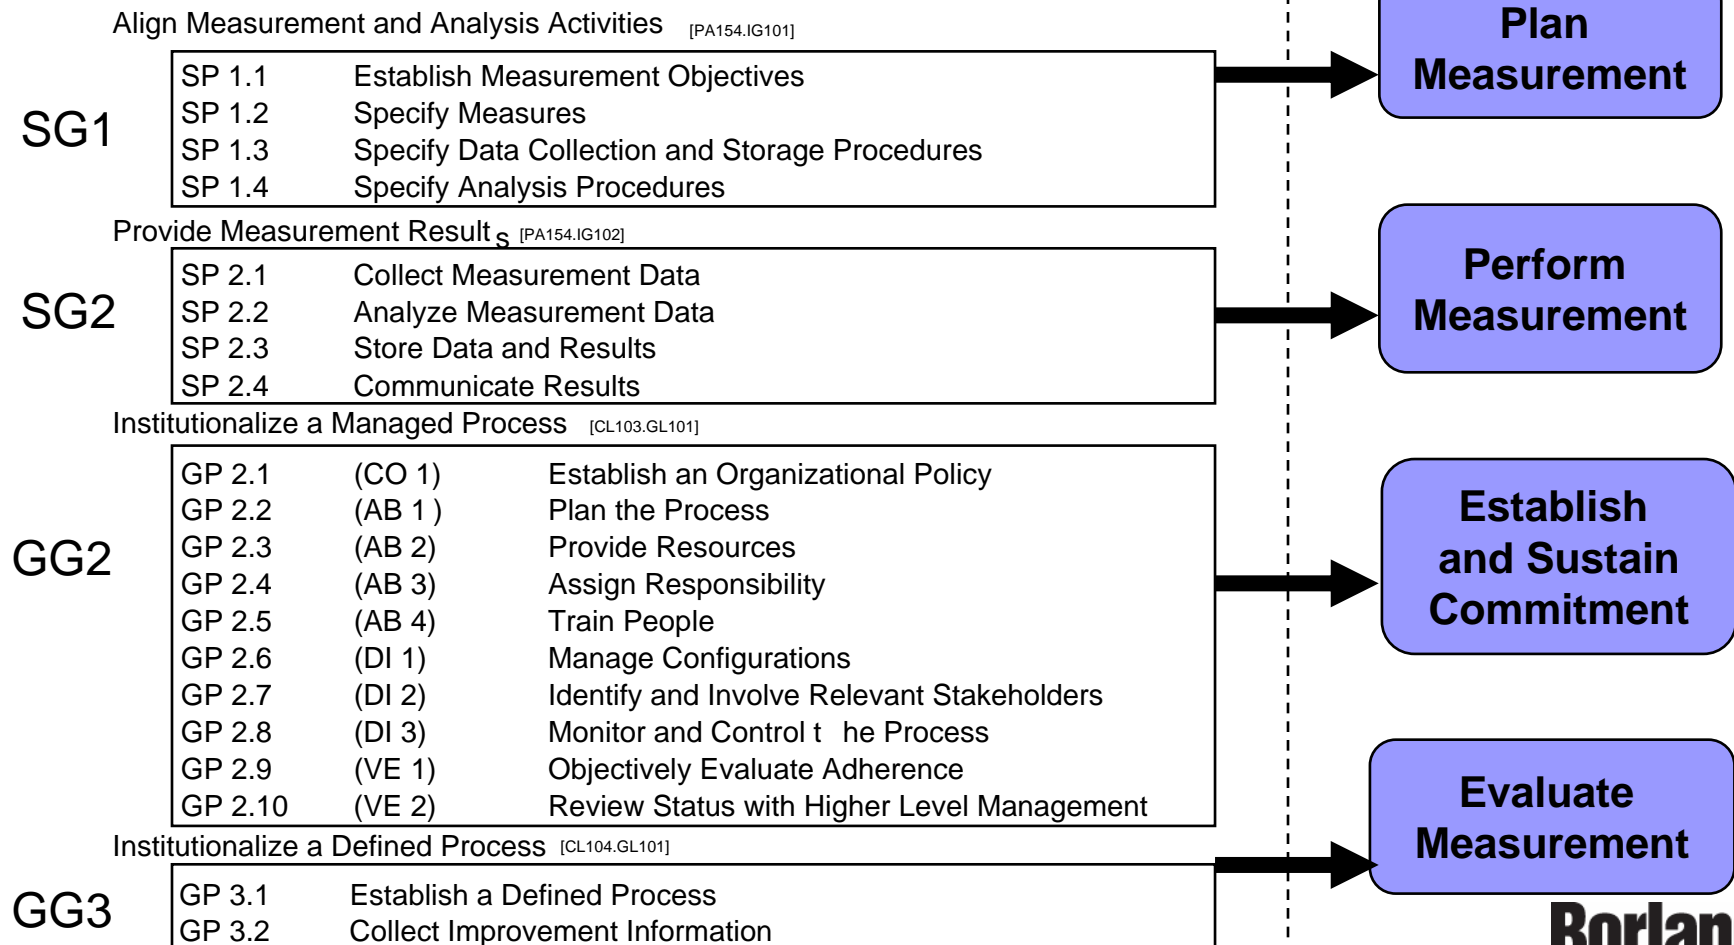 Align Measurement and Analysis Activities [PA154.IG101]
SG1
SP 1.1 Establish Measurement Objectives
SP 1.2 Specify Measures
SP 1.3 Specify Data Collection and Storage Procedures
SP 1.4 Specify Analysis Procedures
Plan
Measurement
Provide Measurement Results [PA154.IG102]
SG2
SP 2.1 Collect Measurement Data
SP 2.2 Analyze Measurement Data
SP 2.3 Store Data and Results
SP 2.4 Communicate Results
Perform
Measurement
Institutionalize a Managed Process [CL103.GL101]
GG2
GP 2.1 (CO 1) Establish an Organizational Policy
GP 2.2 (AB 1 ) Plan the Process
GP 2.3 (AB 2) Provide Resources
GP 2.4 (AB 3) Assign Responsibility
GP 2.5 (AB 4) Train People
GP 2.6 (DI 1) Manage Configurations
GP 2.7 (DI 2) Identify and Involve Relevant Stakeholders
GP 2.8 (DI 3) Monitor and Control t he Process
GP 2.9 (VE 1) Objectively Evaluate Adherence
GP 2.10 (VE 2) Review Status with Higher Level Management
Establish
and Sustain
Commitment
Institutionalize a Defined Process [CL104.GL101]
GG3
GP 3.1 Establish a Defined Process
GP 3.2 Collect Improvement Information
Evaluate
Measurement
Borlan